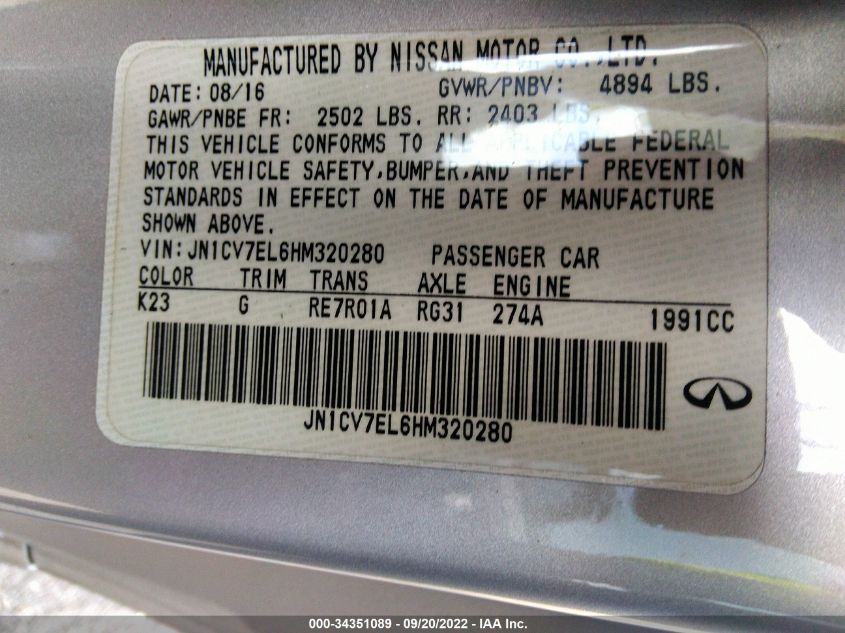 MANUFACTURED BY NISSAN MOTOR CO.,LTD.
DATE: 08/16 GVWR/PNBV: 4894 LBS.
GAWR/PNBE FR: 2502 LBS. RR: 2403 LBS.
THIS VEHICLE CONFORMS TO ALL APPLICABLE FEDERAL
MOTOR VEHICLE SAFETY,BUMPER,AND THEFT PREVENTION
STANDARDS IN EFFECT ON THE DATE OF MANUFACTURE
SHOWN ABOVE.
VIN:JN1CV7EL6HM320280 PASSENGER CAR
COLOR TRIM TRANS AXLE ENGINE
K23 G RE7R01A RG31 274A 1991CC
JN1CV7EL6HM320280
000-34351089 - 09/20/2022 - IAA Inc.